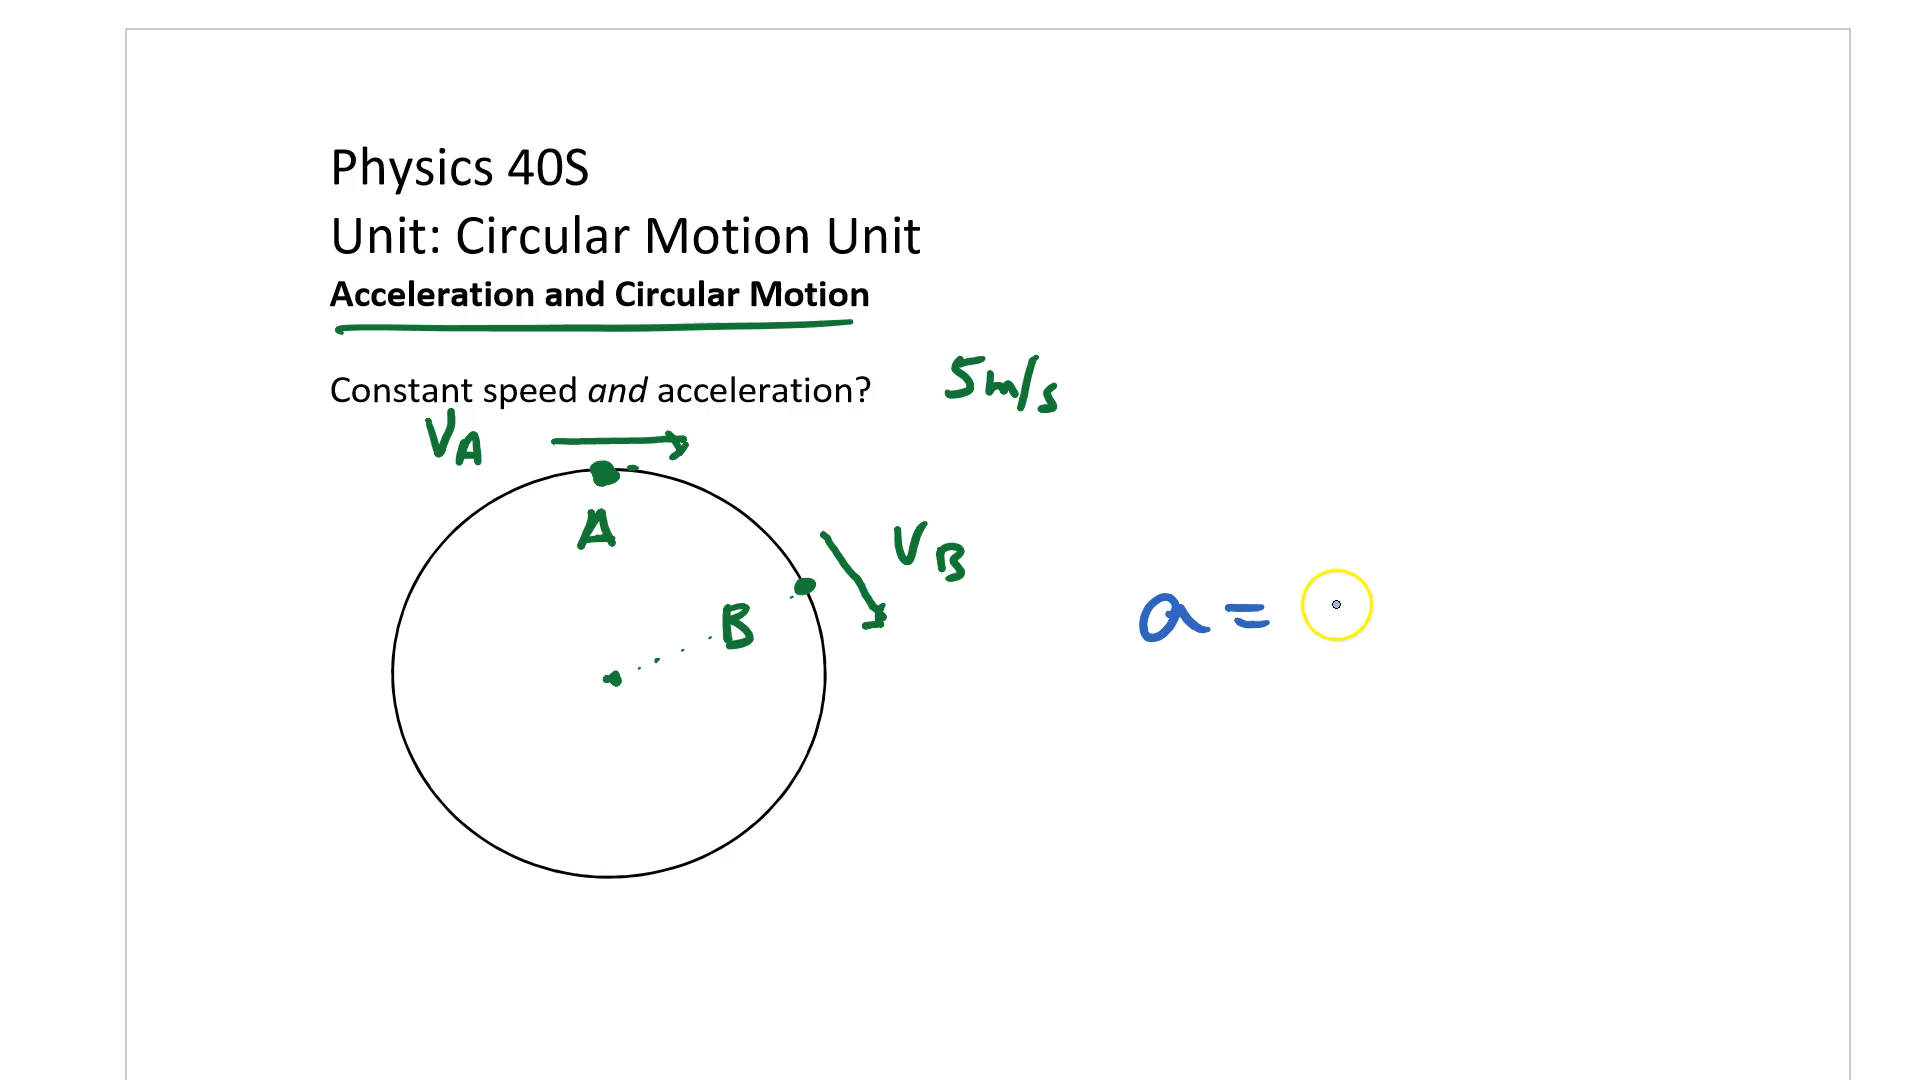 Physics 40S
Unit: Circular Motion Unit
Acceleration and Circular Motion
Constant speed and acceleration?
5m/s
VA
A
VB
B
a =